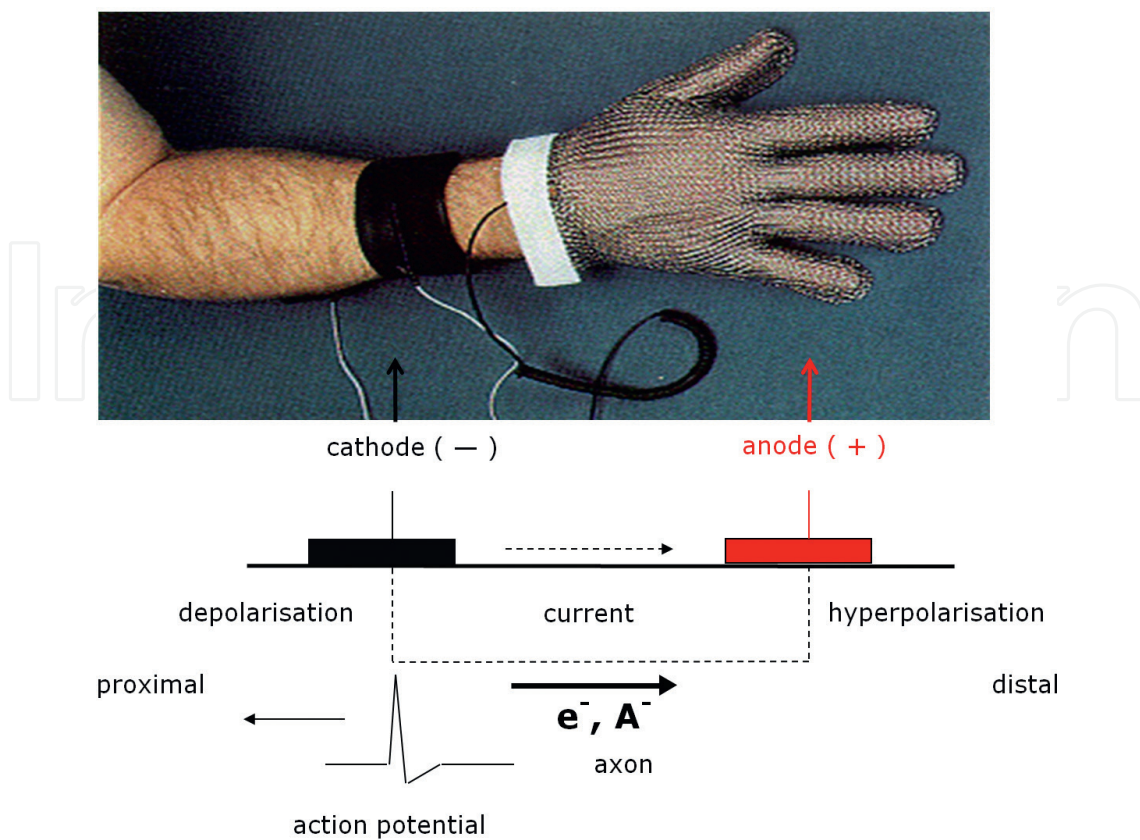 cathode ( — )
anode ( + )
depolarisation
current
hyperpolarisation
proximal
distal
e⁻, A⁻
axon
action potential